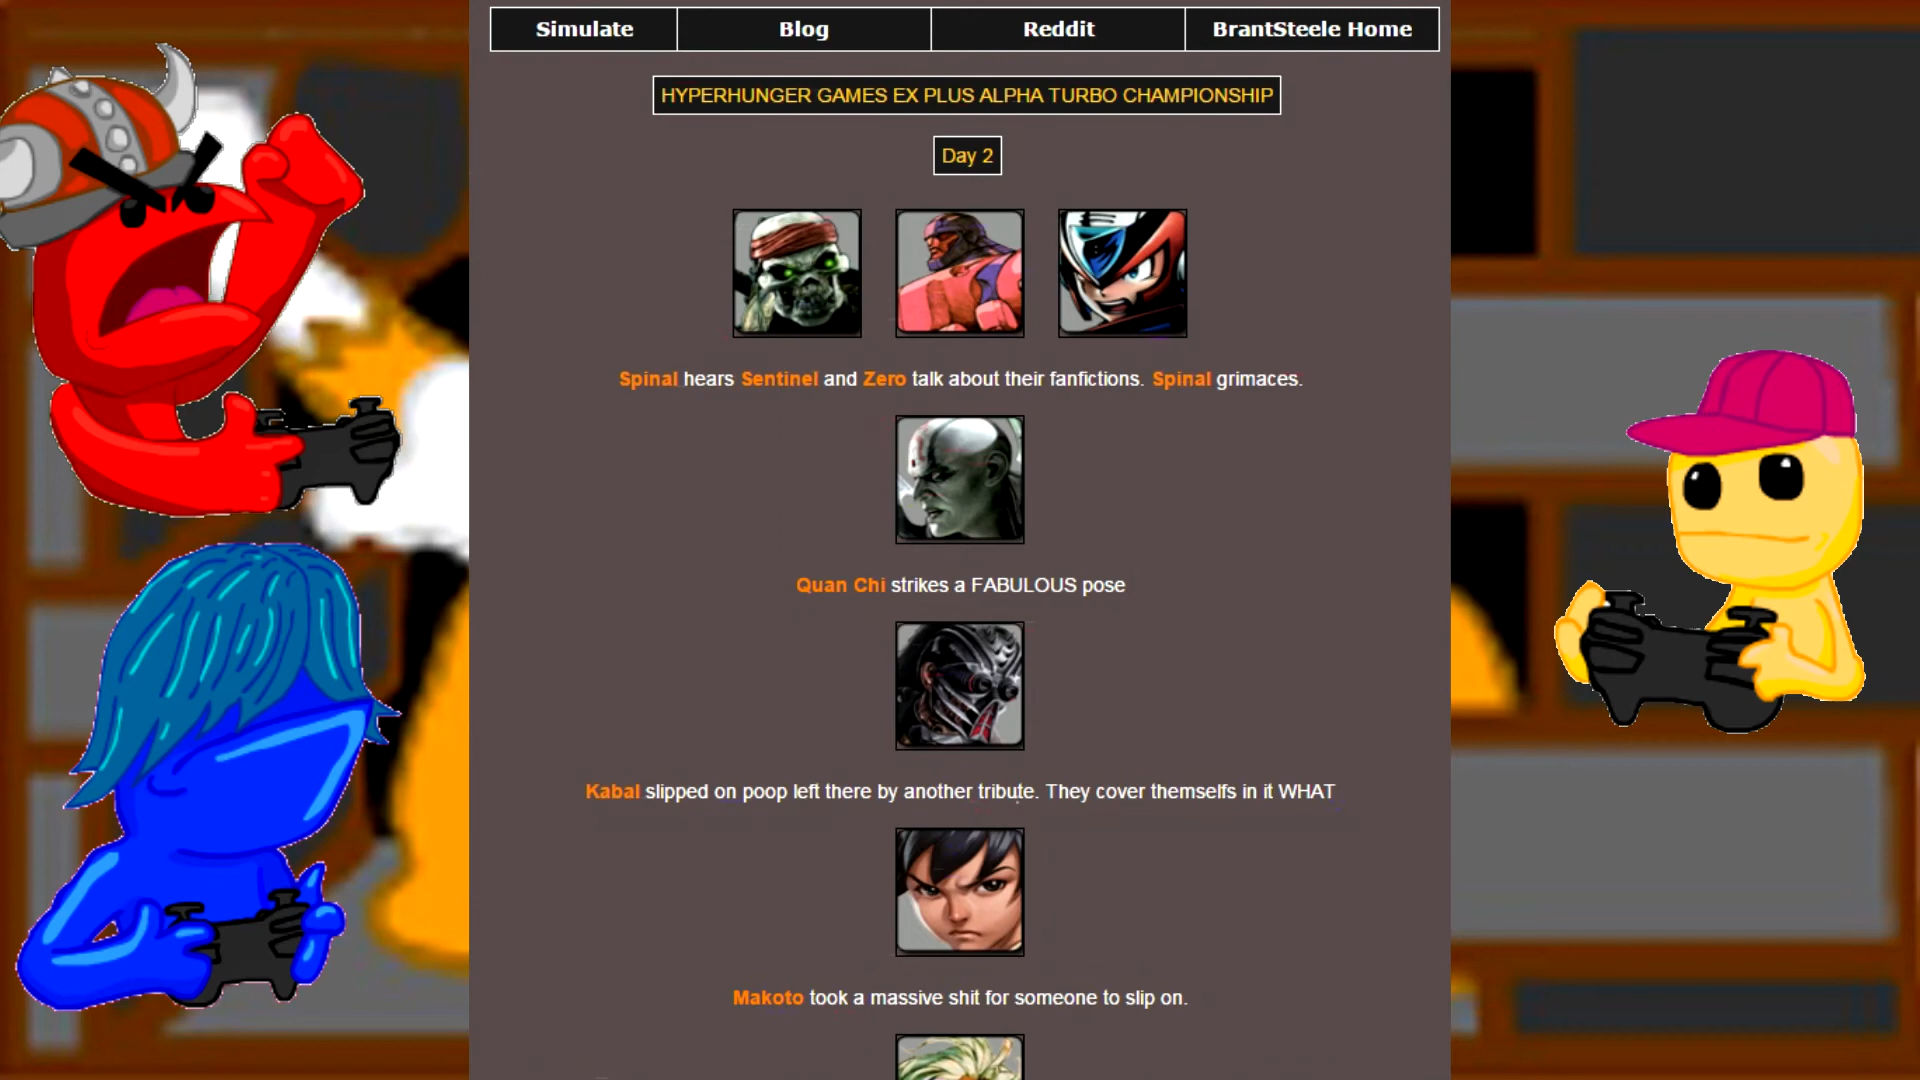 Simulate Blog Reddit BrantSteele Home
HYPERHUNGER GAMES EX PLUS ALPHA TURBO CHAMPIONSHIP
Day 2
Spinal hears Sentinel and Zero talk about their fanfictions. Spinal grimaces.
Quan Chi strikes a FABULOUS pose
Kabal slipped on poop left there by another tribute. They cover themselfs in it WHAT
Makoto took a massive shit for someone to slip on.